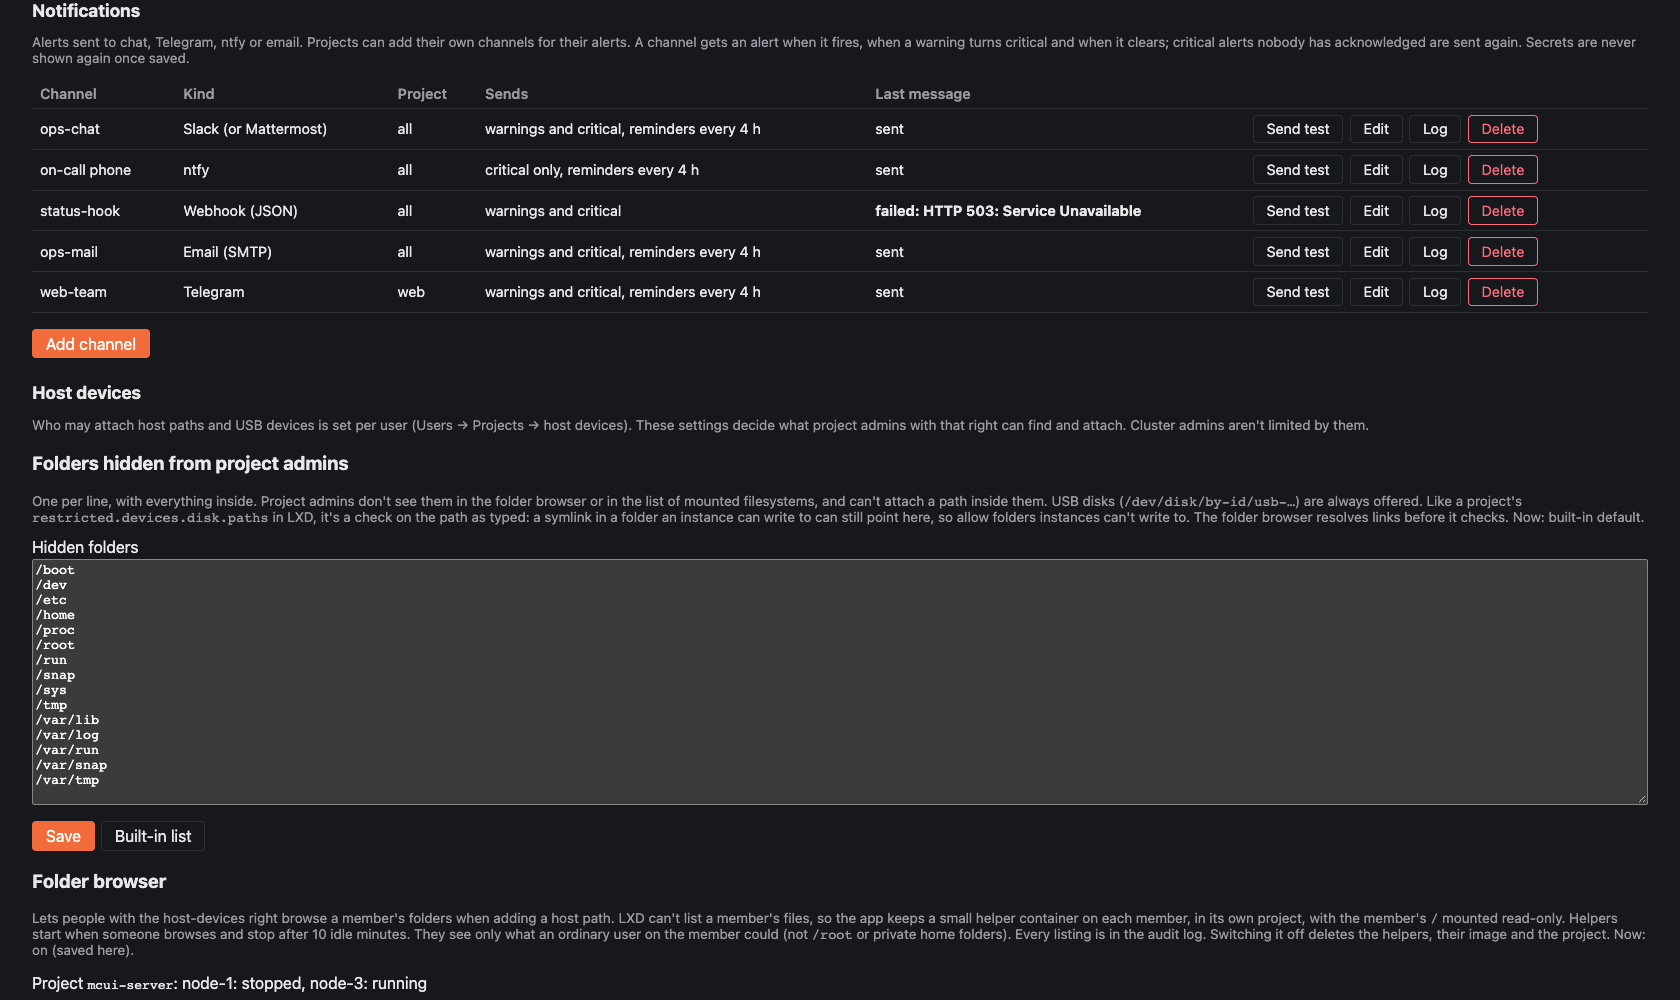 Notifications
Alerts sent to chat, Telegram, ntfy or email. Projects can add their own channels for their alerts. A channel gets an alert when it fires, when a warning turns critical and when it clears; critical alerts nobody has acknowledged are sent again. Secrets are never
shown again once saved.
Channel Kind Project Sends Last message
ops-chat Slack (or Mattermost) all warnings and critical, reminders every 4 h sent Send test Edit Log Delete
on-call phone ntfy all critical only, reminders every 4 h sent Send test Edit Log Delete
status-hook Webhook (JSON) all warnings and critical failed: HTTP 503: Service Unavailable Send test Edit Log Delete
ops-mail Email (SMTP) all warnings and critical, reminders every 4 h sent Send test Edit Log Delete
web-team Telegram web warnings and critical, reminders every 4 h sent Send test Edit Log Delete
Add channel
Host devices
Who may attach host paths and USB devices is set per user (Users → Projects → host devices). These settings decide what project admins with that right can find and attach. Cluster admins aren't limited by them.
Folders hidden from project admins
One per line, with everything inside. Project admins don't see them in the folder browser or in the list of mounted filesystems, and can't attach a path inside them. USB disks (/dev/disk/by-id/usb-…) are always offered. Like a project's
restricted.devices.disk.paths in LXD, it's a check on the path as typed: a symlink in a folder an instance can write to can still point here, so allow folders instances can't write to. The folder browser resolves links before it checks. Now: built-in default.
Hidden folders
/boot
/dev
/etc
/home
/proc
/root
/run
/snap
/sys
/tmp
/var/lib
/var/log
/var/run
/var/snap
/var/tmp
Save Built-in list
Folder browser
Lets people with the host-devices right browse a member's folders when adding a host path. LXD can't list a member's files, so the app keeps a small helper container on each member, in its own project, with the member's / mounted read-only. Helpers
start when someone browses and stop after 10 idle minutes. They see only what an ordinary user on the member could (not /root or private home folders). Every listing is in the audit log. Switching it off deletes the helpers, their image and the project. Now:
on (saved here).
Project mcui-server: node-1: stopped, node-3: running